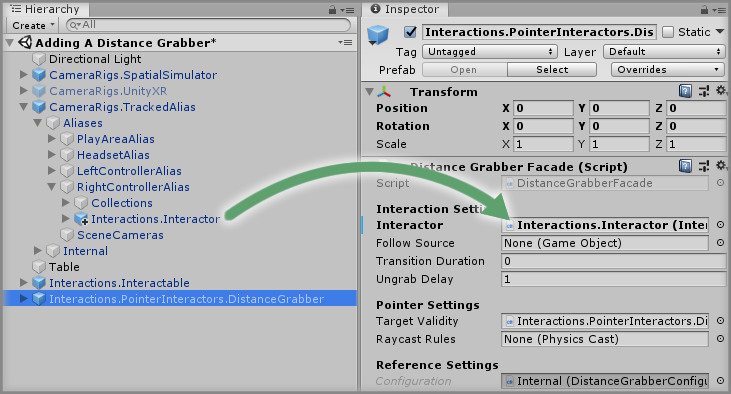 Hierarchy
Create
All
Adding A Distance Grabber*
Directional Light
CameraRigs.SpatialSimulator
CameraRigs.UnityXR
CameraRigs.TrackedAlias
Aliases
PlayAreaAlias
HeadsetAlias
LeftControllerAlias
RightControllerAlias
Collections
Interactions.Interactor
SceneCameras
Internal
Table
Interactions.Interactable
Interactions.PointerInteractors.DistanceGrabber
Inspector
Interactions.PointerInteractors.Dis
Static
Tag Untagged Layer Default
Prefab Open Select Overrides
Transform
Position X 0 Y 0 Z 0
Rotation X 0 Y 0 Z 0
Scale X 1 Y 1 Z 1
Distance Grabber Facade (Script)
Script DistanceGrabberFacade
Interaction Setti
Interactor Interactions.Interactor (Inter
Follow Source None (Game Object)
Transition Duration 0
Ungrab Delay 1
Pointer Settings
Target Validity Interactions.PointerInteractors.Di
Raycast Rules None (Physics Cast)
Reference Settings
Configuration Internal (DistanceGrabberConfigu